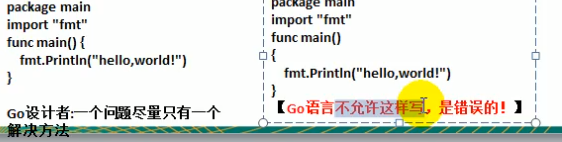 package main
import "fmt"
func main() {
fmt.Println("hello,world!")
}
Go设计者:一个问题尽量只有一个
解决方法
package main
import "fmt"
func main()
{
fmt.Println("hello,world!")
}
【Go语言不允许这样写，是错误的！】